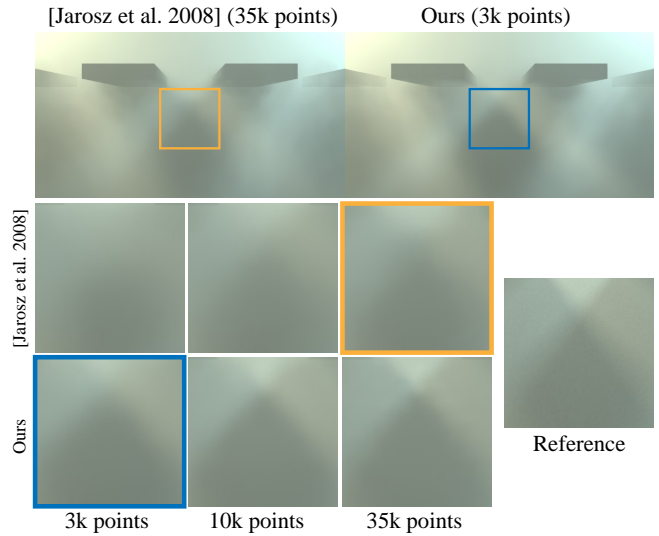 [Jarosz et al. 2008] (35k points)
Ours (3k points)
[Jarosz et al. 2008]
Ours
Reference
3k points
10k points
35k points